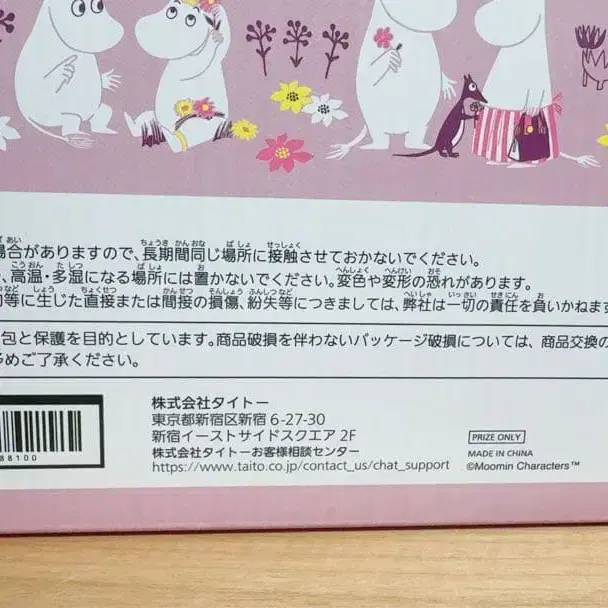 場合がありますので、長期間同じ場所に接触させておかないでください。
、高温・多湿になる場所には置かないでください。変色や変形の恐れがあります。
物等に生じた直接または間接の損傷、紛失等につきましては、弊社は一切の責任を負いかねます
包と保護を目的としています。商品破損を伴わないパッケージ破損については、商品交換の
予めご了承ください。
株式会社タイトー
東京都新宿区新宿 6-27-30
新宿イーストサイドスクエア 2F
株式会社タイトーお客様相談センター
https://www.taito.co.jp/contact_us/chat_support
88100
PRIZE ONLY
MADE IN CHINA
©Moomin Characters™